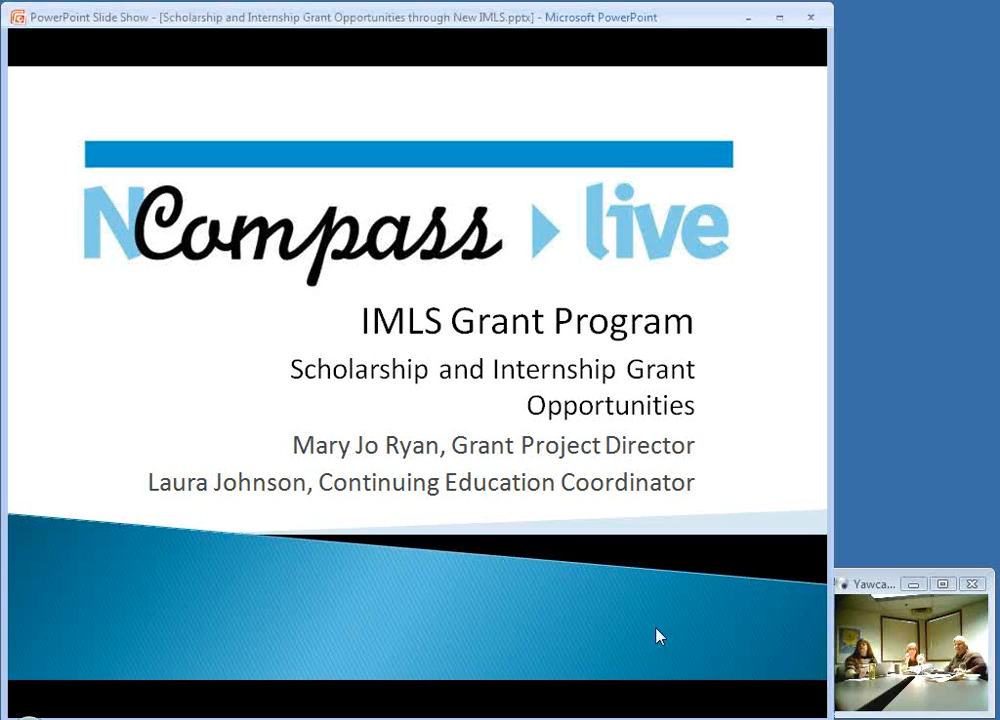 PowerPoint Slide Show - [Scholarship and Internship Grant Opportunities through New IMLS.pptx] - Microsoft PowerPoint
NCompass live
IMLS Grant Program
Scholarship and Internship Grant
Opportunities
Mary Jo Ryan, Grant Project Director
Laura Johnson, Continuing Education Coordinator
Yawca...